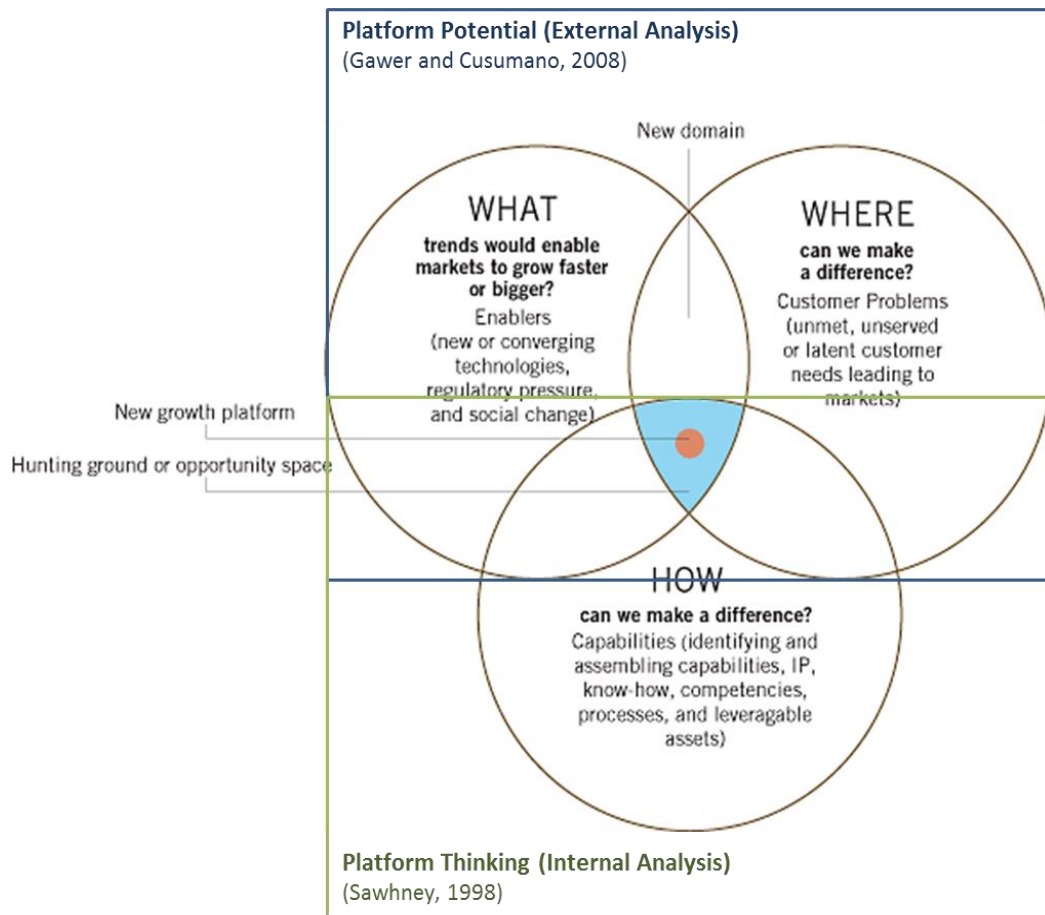 Platform Potential (External Analysis)
(Gawer and Cusumano, 2008)
New domain
WHAT
trends would enable
markets to grow faster
or bigger?
Enablers
(new or converging
technologies,
regulatory pressure,
and social change)
WHERE
can we make
a difference?
Customer Problems
(unmet, unserved
or latent customer
needs leading to
markets)
New growth platform
Hunting ground or opportunity space
HOW
can we make a difference?
Capabilities (identifying and
assembling capabilities, IP,
know-how, competencies,
processes, and leveragable
assets)
Platform Thinking (Internal Analysis)
(Sawhney, 1998)